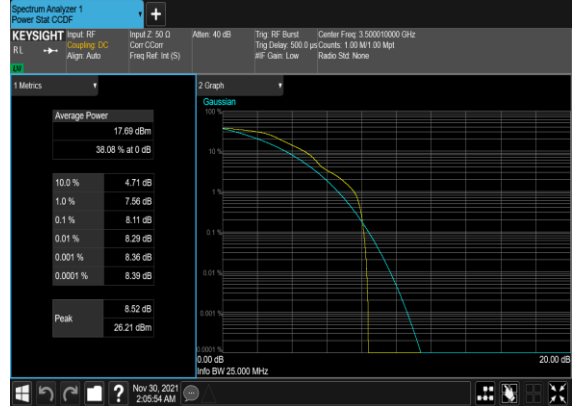 Spectrum Analyzer 1
Power Stat CCDF
KEYSIGHT
RL
Input: RF
Coupling: DC
Align: Auto
Input Z: 50 Ω
Corr CCorr
Freq Ref: Int (S)
Atten: 40 dB
Trig: RF Burst
Trig Delay: 500.0 µs
#IF Gain: Low
Center Freq: 3.500010000 GHz
Counts: 1.00 M/1.00 Mpt
Radio Std: None
1 Metrics
Average Power
17.69 dBm
38.08 % at 0 dB
10.0 % 4.71 dB
1.0 % 7.56 dB
0.1 % 8.11 dB
0.01 % 8.29 dB
0.001 % 8.36 dB
0.0001 % 8.39 dB
Peak
8.52 dB
26.21 dBm
2 Graph
Gaussian
100 %
10 %
1 %
0.1 %
0.01 %
0.001 %
0.0001 %
0.00 dB 20.00 dB
Info BW 25.000 MHz
? Nov 30, 2021
2:05:54 AM